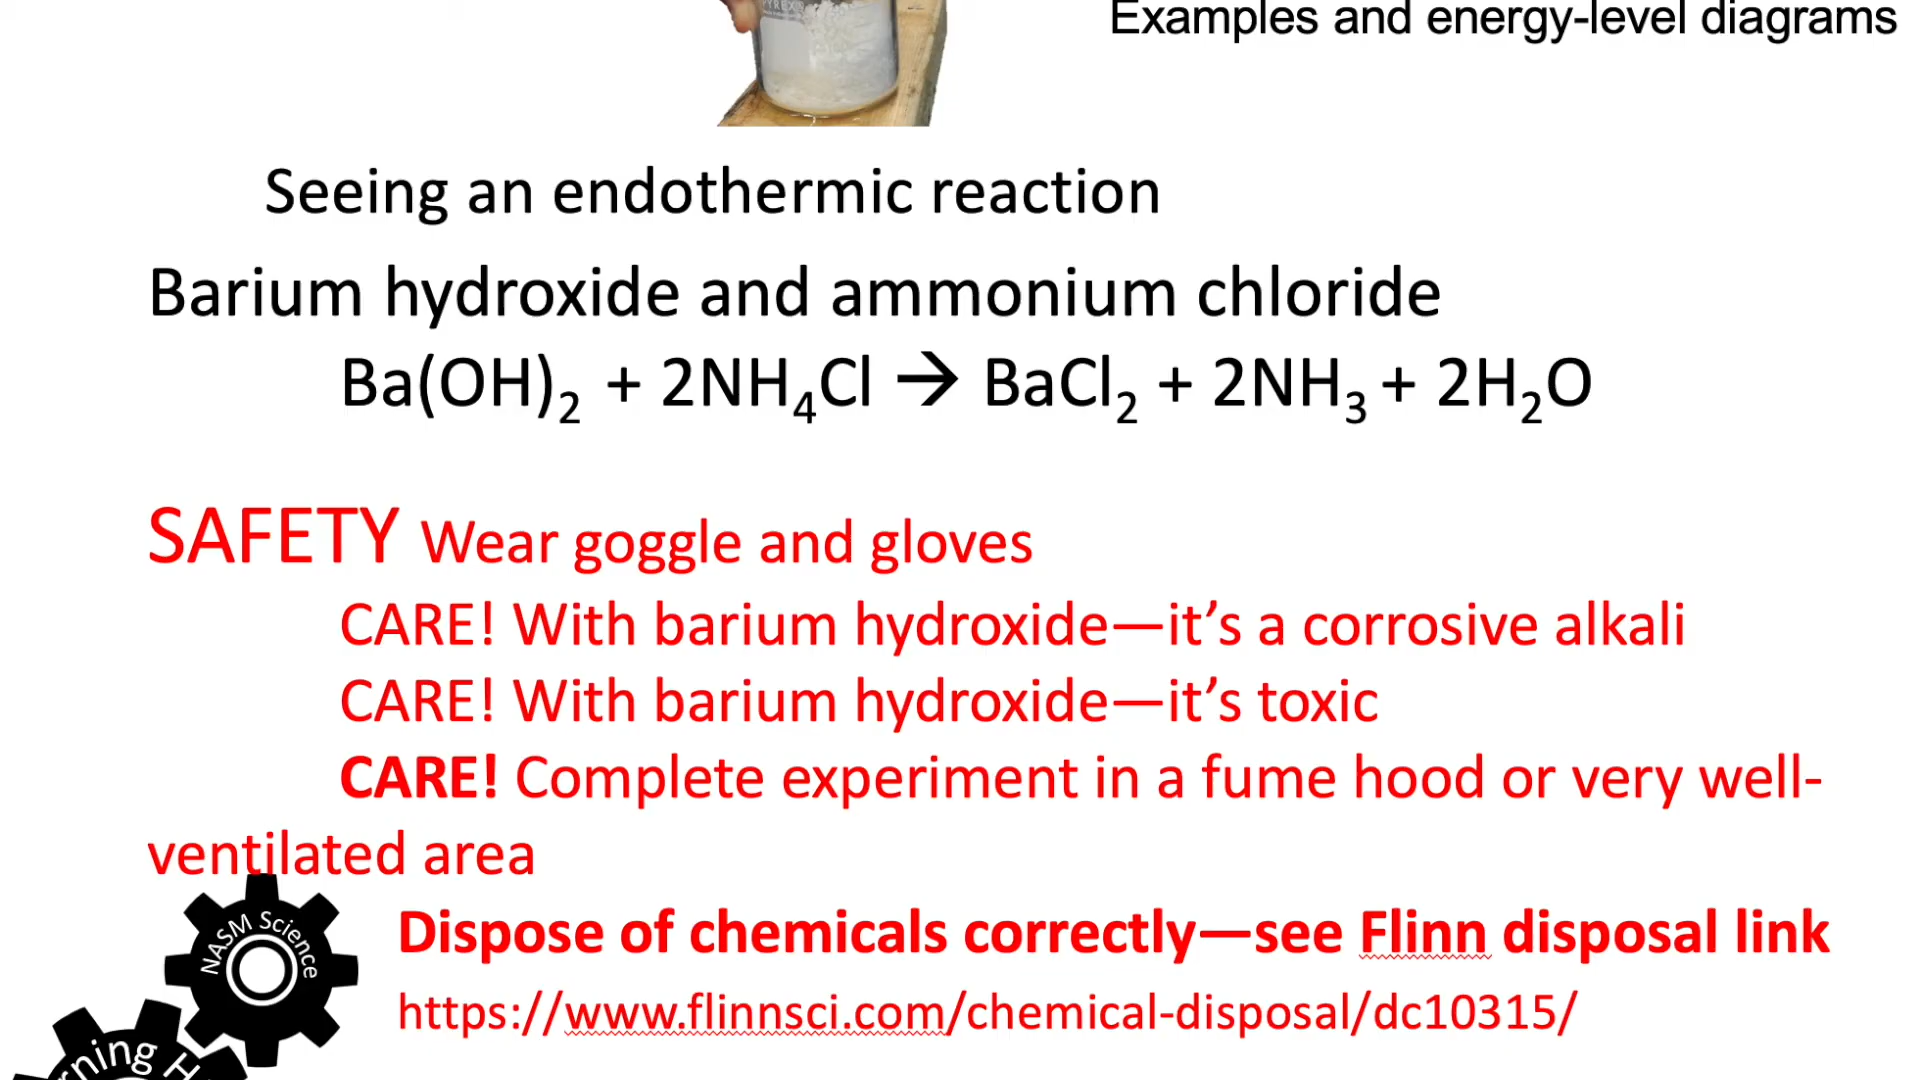 PYREX
Examples and energy-level diagrams
Seeing an endothermic reaction
Barium hydroxide and ammonium chloride
Ba(OH)₂ + 2NH₄Cl → BaCl₂ + 2NH₃ + 2H₂O
SAFETY Wear goggle and gloves
CARE! With barium hydroxide—it’s a corrosive alkali
CARE! With barium hydroxide—it’s toxic
CARE! Complete experiment in a fume hood or very well-
ventilated area
NASM Science
Dispose of chemicals correctly—see Flinn disposal link
https://www.flinnsci.com/chemical-disposal/dc10315/